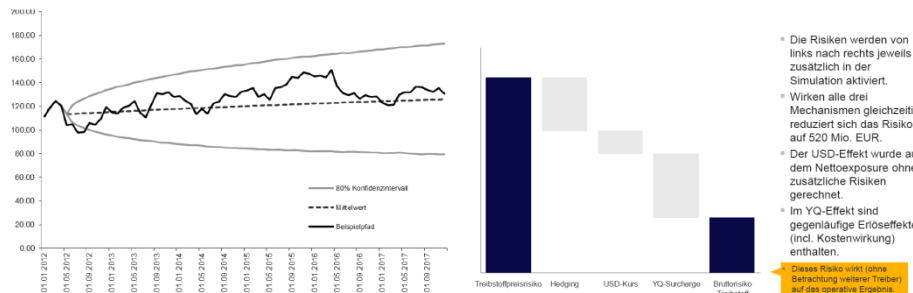 200.00
180.00
160.00
140.00
120.00
100.00
80.00
60.00
40.00
20.00
0.00
80% Konfidenzintervall
Mittelwert
Beispielpfad
01.01.2012
01.05.2012
01.09.2012
01.01.2013
01.05.2013
01.09.2013
01.01.2014
01.05.2014
01.09.2014
01.01.2015
01.05.2015
01.09.2015
01.01.2016
01.05.2016
01.09.2016
01.01.2017
01.05.2017
01.09.2017
Treibstoffpreisrisiko
Hedging
USD-Kurs
YQ-Surcharge
Bruttorisiko
Die Risiken werden von
links nach rechts jeweils
zusätzlich in der
Simulation aktiviert.
Wirken alle drei
Mechanismen
reduziert sich das Risiko
auf 520 Mio. EUR.
Der USD-Effekt wurde
dem Nettoexposure
zusätzliche Risiken
gerechnet.
Im YQ-Effekt sind
gegenläufige
(incl. Kostenwirkung)
enthalten.
Dieses Risiko wirkt (ohne
Betrachtung weiterer Treiber)
auf das operative Ergebnis.